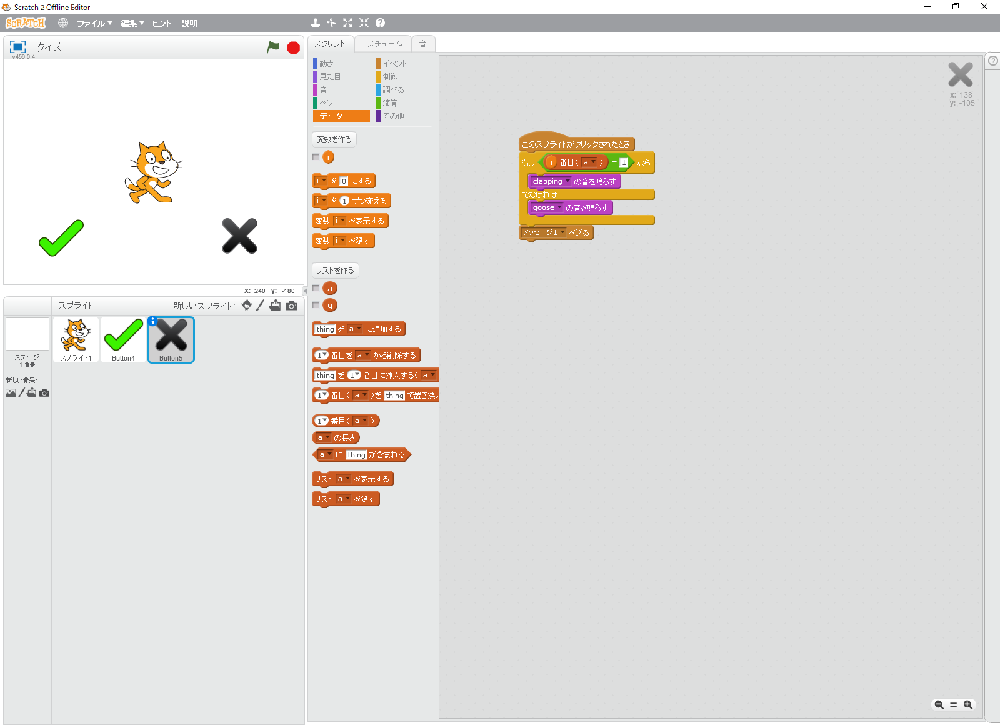 Scratch 2 Offline Editor
SCRATCH ファイル▼ 編集▼ ヒント 説明
クイズ
v456.0.4
スクリプト コスチューム 音
動き イベント
見た目 制御
音 調べる
ペン 演算
データ その他
変数を作る
i
i を 0 にする
i を 1 ずつ変える
変数 i を表示する
変数 i を隠す
リストを作る
a
q
thing を a に追加する
1 番目を a から削除する
thing を 1 番目に挿入する( a
1 番目( a )を thing で置き換え
1 番目( a )
a の長さ
a に thing が含まれる
リスト a を表示する
リスト a を隠す
このスプライトがクリックされたとき
もし i 番目( a ) = 1 なら
clapping の音を鳴らす
でなければ
goose の音を鳴らす
メッセージ1 を送る
x: 138
y: -105
x: 240 y: -180
スプライト 新しいスプライト:
ステージ
1 背景
新しい背景:
スプライト1 Button4 Button5